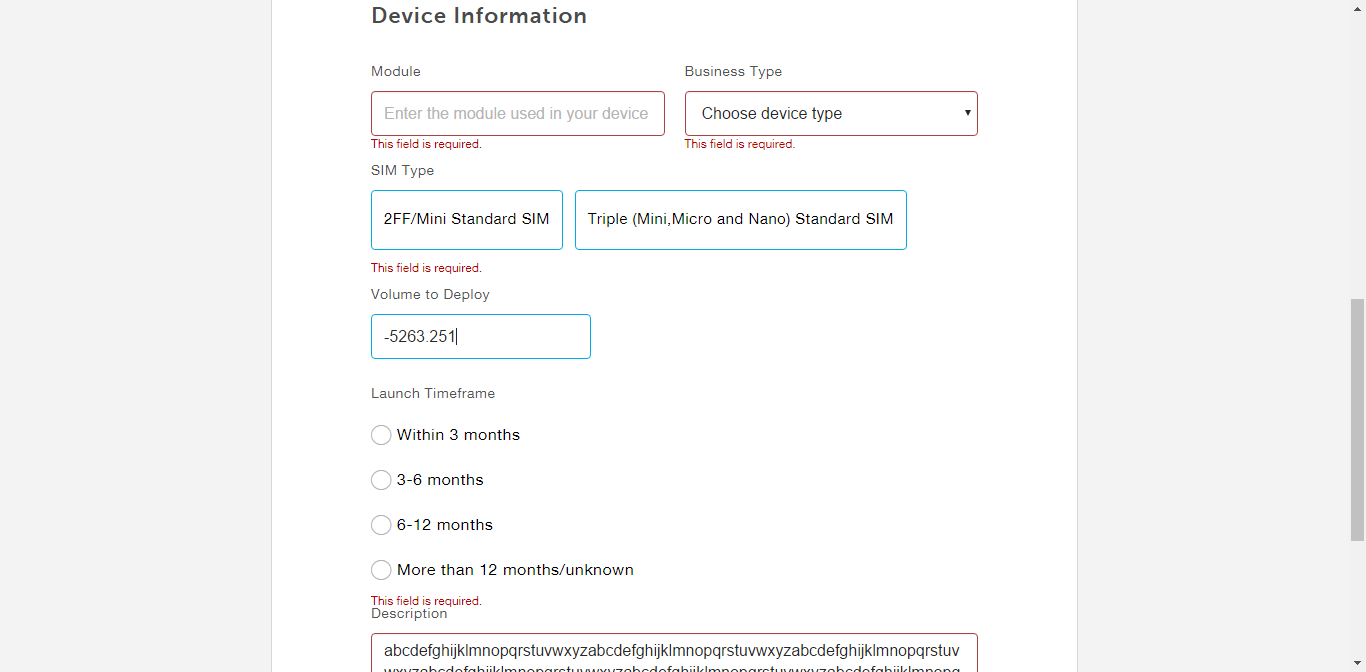 Device Information
Module
Business Type
Enter the module used in your device
Choose device type
This field is required.
This field is required.
SIM Type
2FF/Mini Standard SIM
Triple (Mini,Micro and Nano) Standard SIM
This field is required.
Volume to Deploy
-5263.251
Launch Timeframe
Within 3 months
3-6 months
6-12 months
More than 12 months/unknown
This field is required.
Description
abcdefghijklmnopqrstuvwxyzabcdefghijklmnopqrstuvwxyzabcdefghijklmnopqrstuv
wxyzabcdefghijklmnopqrstuvwxyzabcdefghijklmnopqrstuvwxyzabcdefghijklmnopq